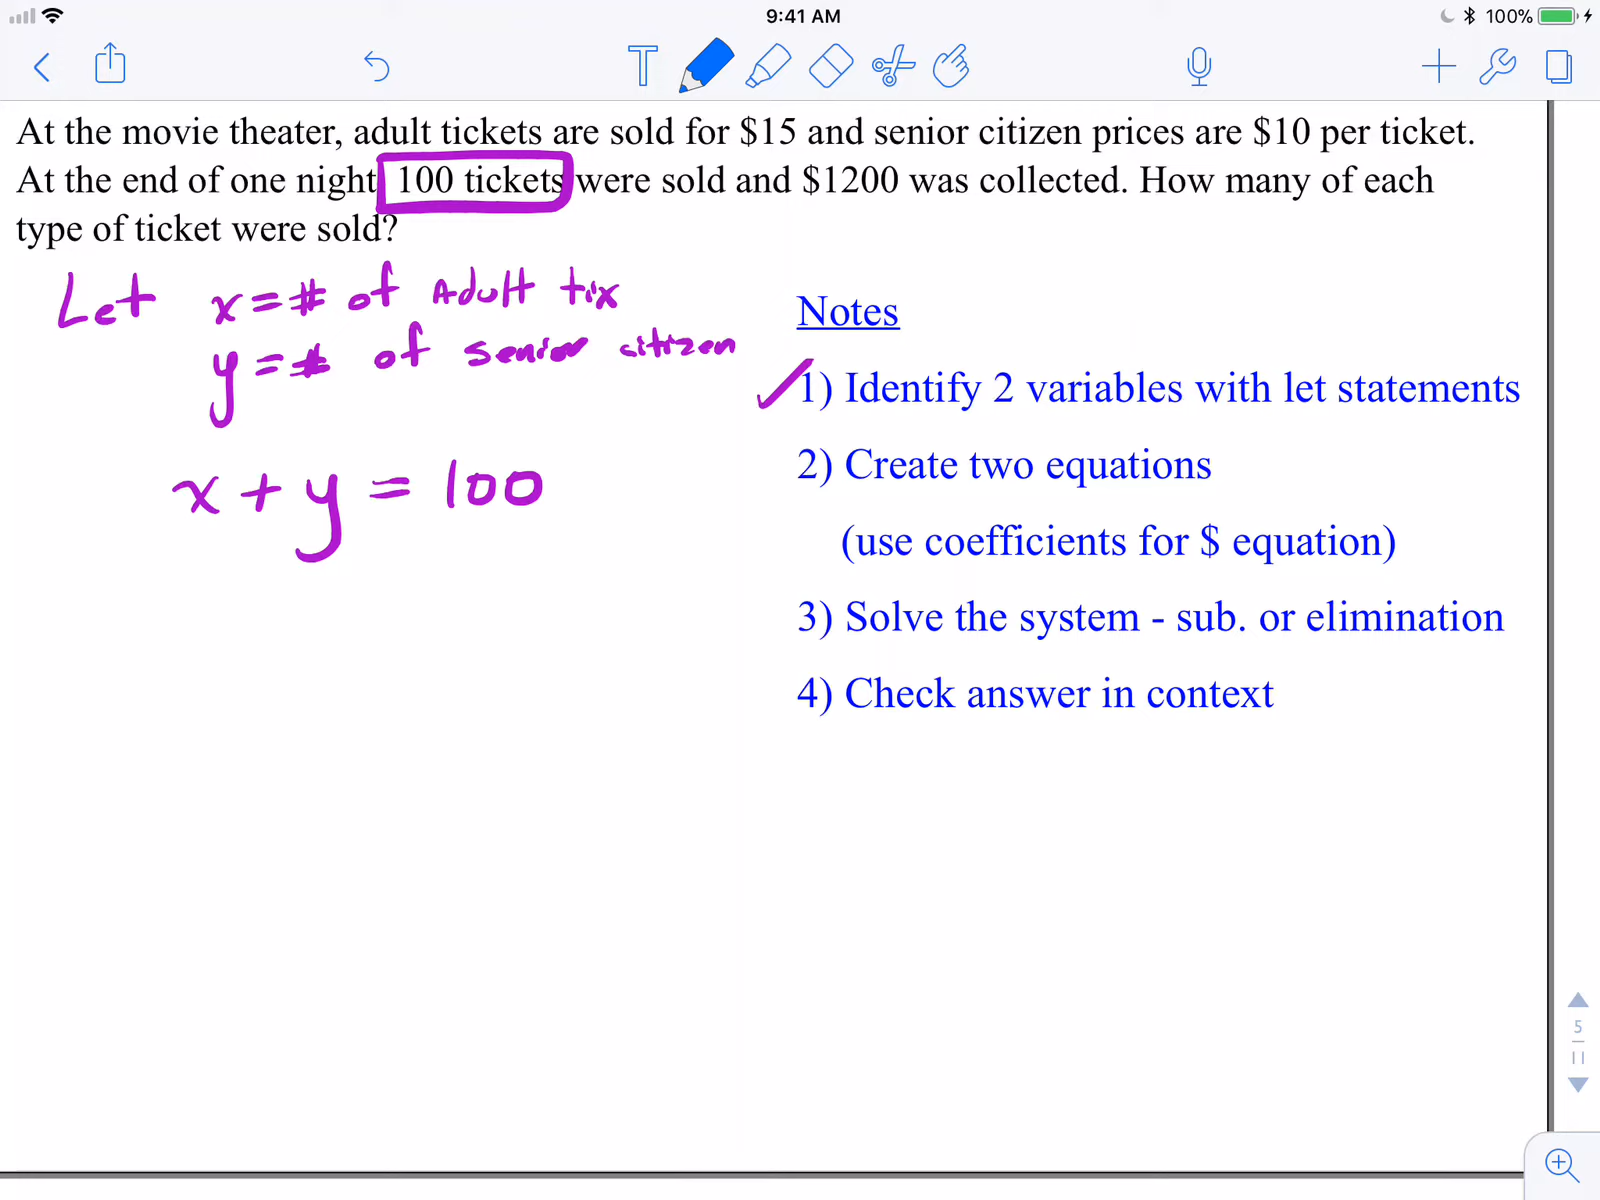 9:41 AM
100%
T
At the movie theater, adult tickets are sold for $15 and senior citizen prices are $10 per ticket.
At the end of one night 100 tickets were sold and $1200 was collected. How many of each
type of ticket were sold?
Let x = # of Adult tix
y = # of senior citizen
x + y = 100
Notes
1) Identify 2 variables with let statements
2) Create two equations
(use coefficients for $ equation)
3) Solve the system - sub. or elimination
4) Check answer in context
5
11